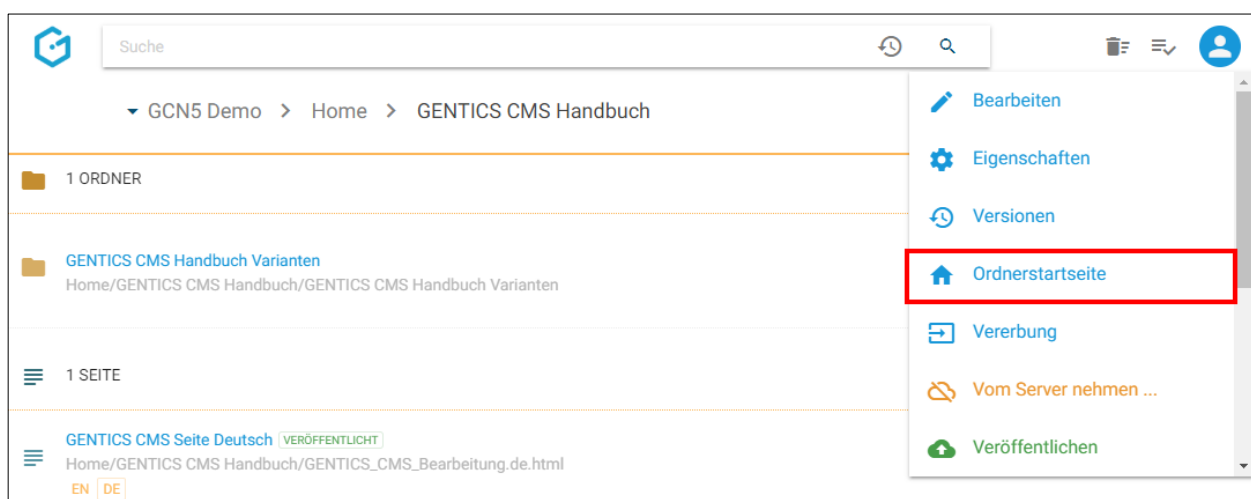 Suche
GCN5 Demo > Home > GENTICS CMS Handbuch
1 ORDNER
GENTICS CMS Handbuch Varianten
Home/GENTICS CMS Handbuch/GENTICS CMS Handbuch Varianten
1 SEITE
GENTICS CMS Seite Deutsch VERÖFFENTLICHT
Home/GENTICS CMS Handbuch/GENTICS_CMS_Bearbeitung.de.html
EN DE
Bearbeiten
Eigenschaften
Versionen
Ordnerstartseite
Vererbung
Vom Server nehmen ...
Veröffentlichen